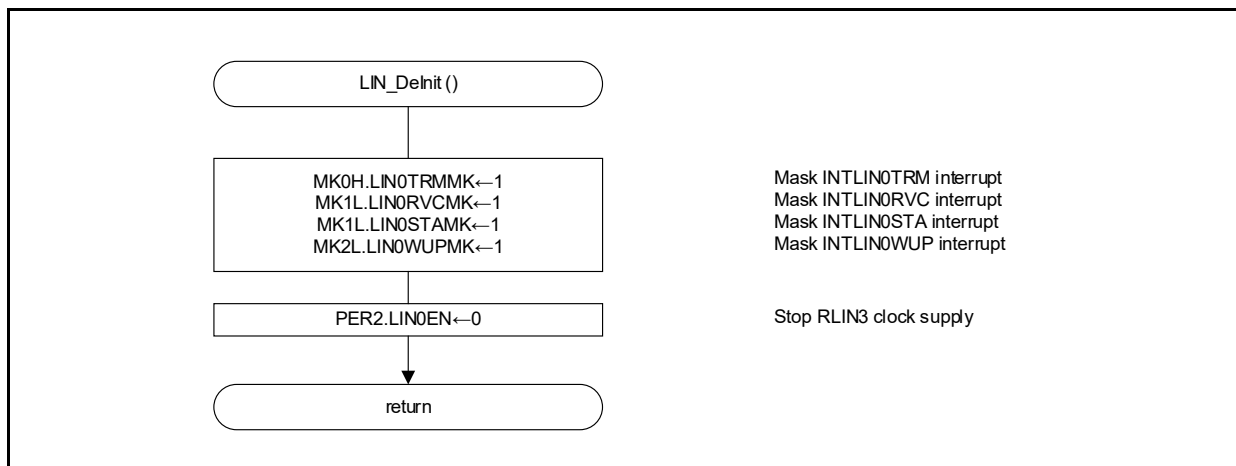 LIN_DeInit ()
MK0H.LIN0TRMMK←1
MK1L.LIN0RVCMK←1
MK1L.LIN0STAMK←1
MK2L.LIN0WUPMK←1
Mask INTLIN0TRM interrupt
Mask INTLIN0RVC interrupt
Mask INTLIN0STA interrupt
Mask INTLIN0WUP interrupt
PER2.LIN0EN←0
Stop RLIN3 clock supply
return